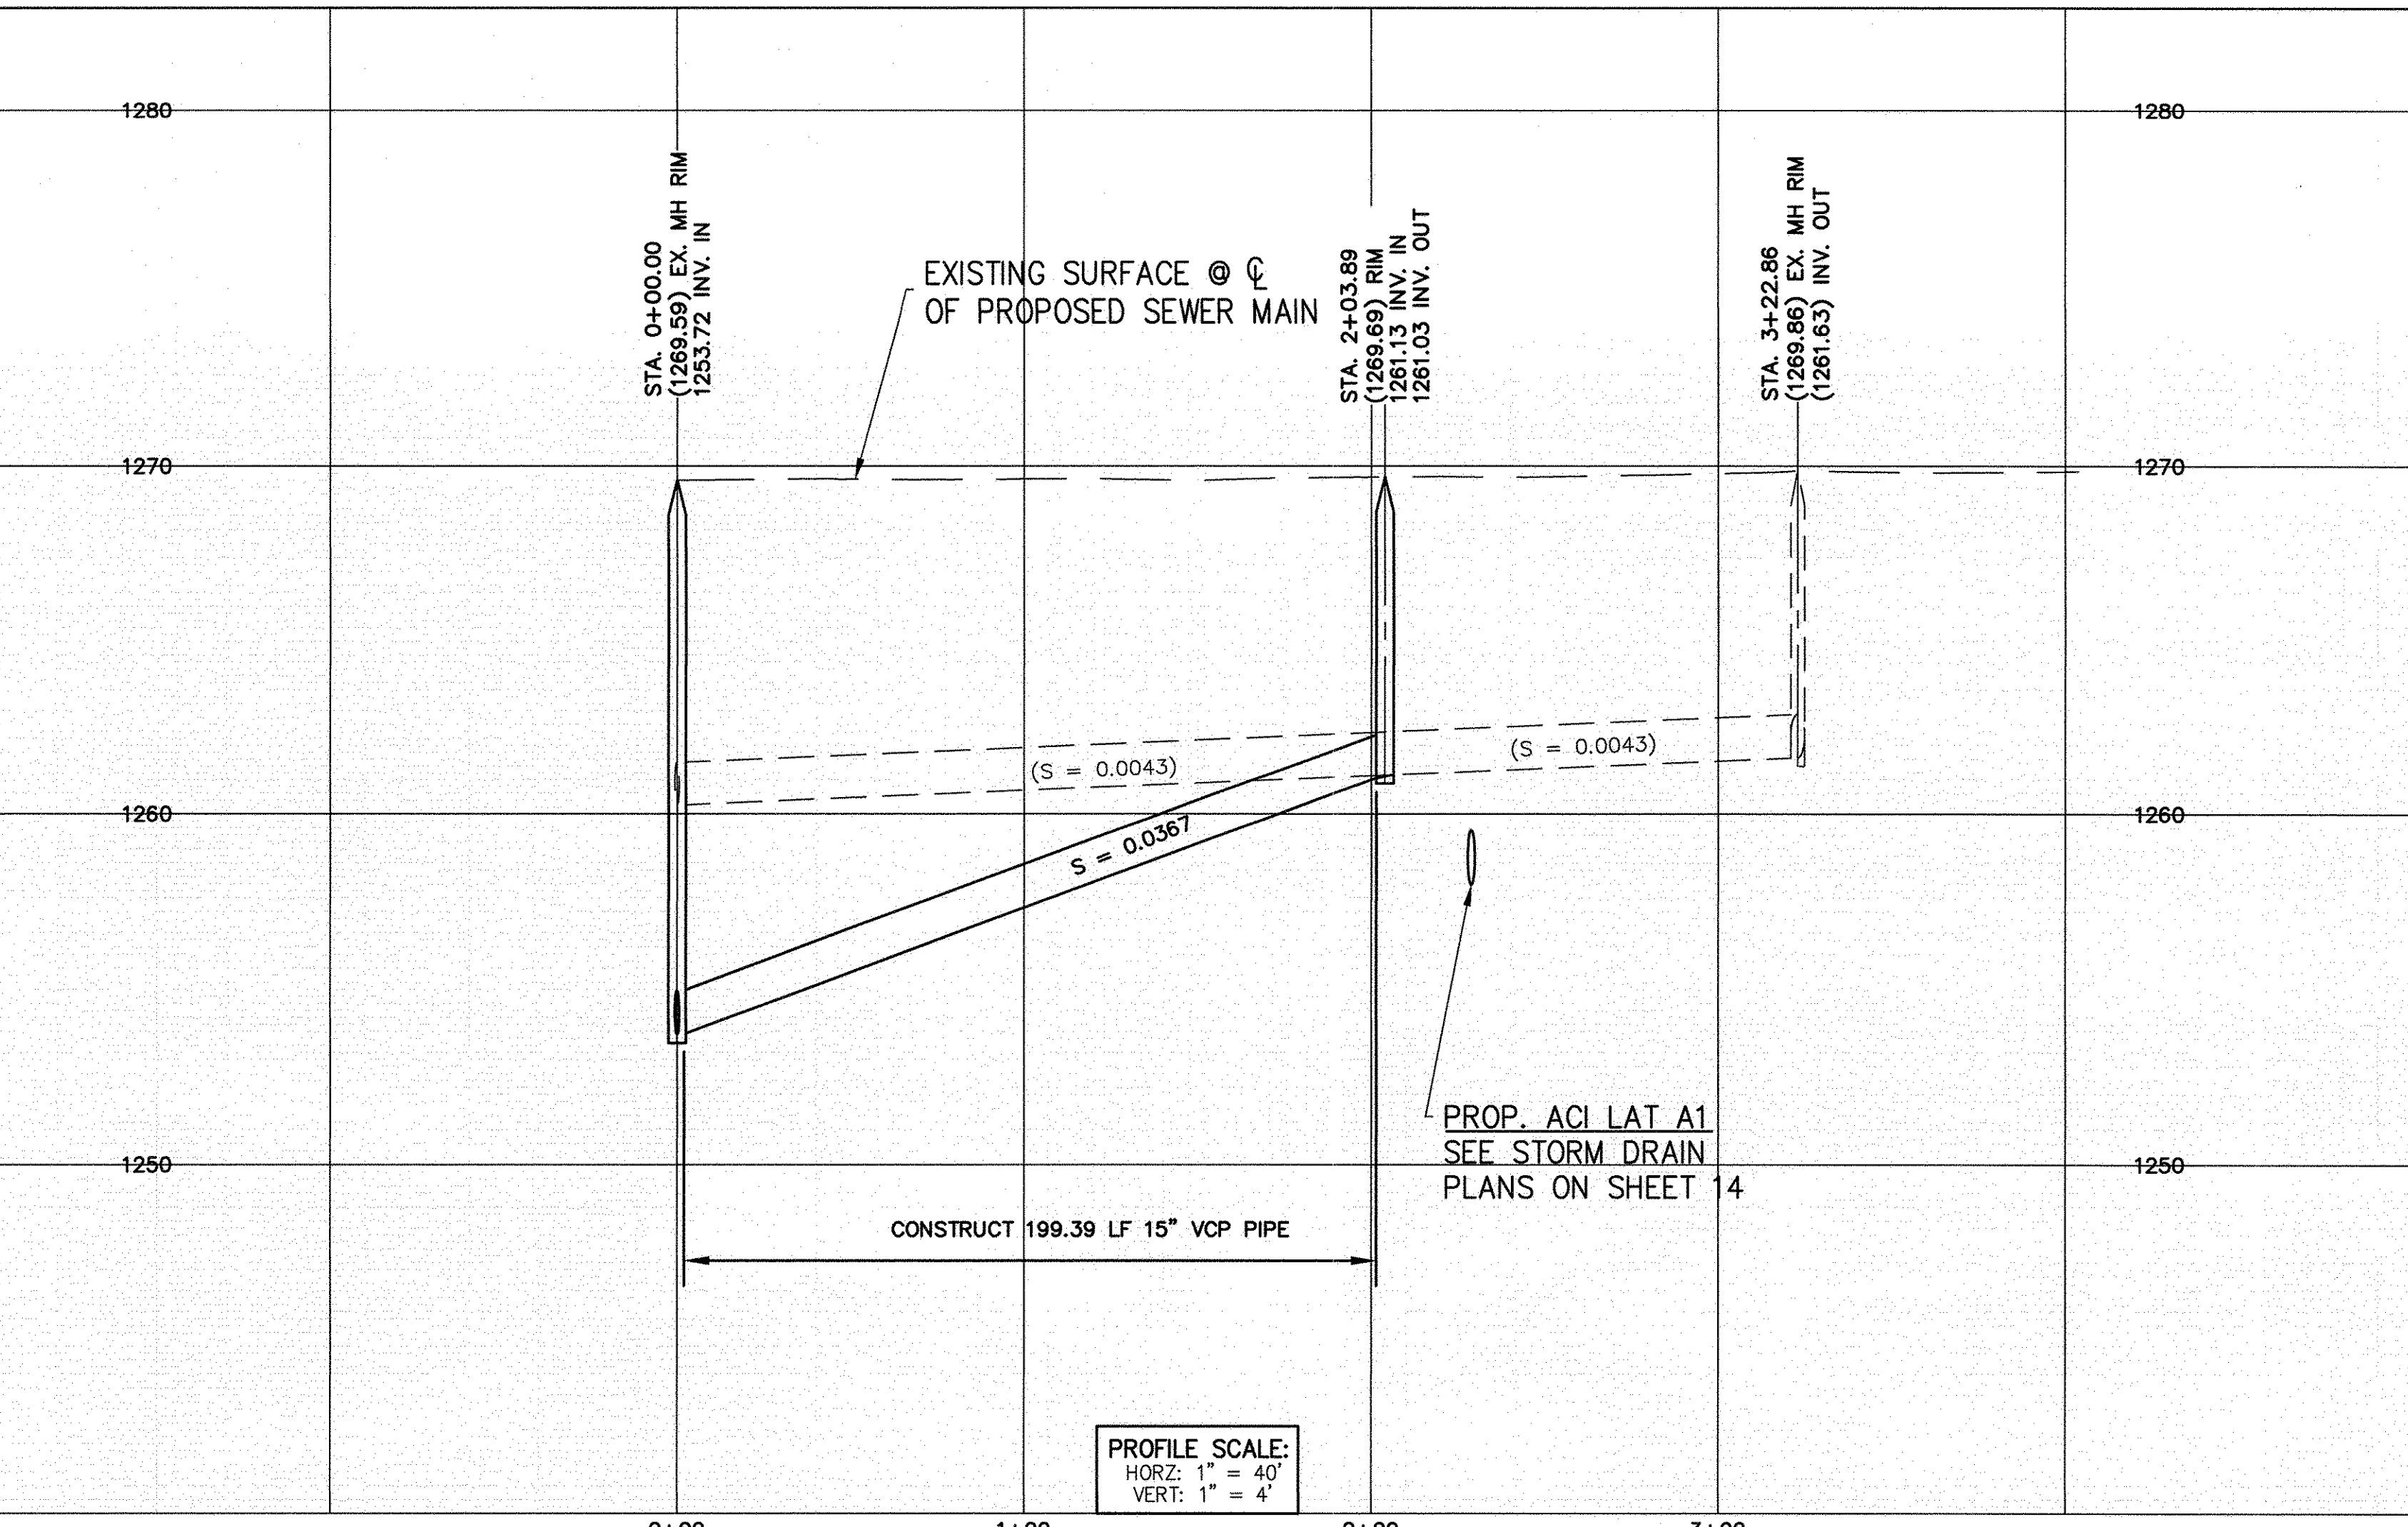 1280
1280
STA. 0+00.00
(1269.59) EX. MH RIM
1253.72 INV. IN
EXISTING SURFACE @ ℄
OF PROPOSED SEWER MAIN
STA. 2+03.89
(1269.69) RIM
1261.13 INV. IN
1261.03 INV. OUT
STA. 3+22.86
(1269.86) EX. MH RIM
(1261.63) INV. OUT
1270
1270
(S = 0.0043)
(S = 0.0043)
1260
1260
S = 0.0367
PROP. ACI LAT A1
SEE STORM DRAIN
PLANS ON SHEET 14
1250
1250
CONSTRUCT 199.39 LF 15" VCP PIPE
PROFILE SCALE:
HORZ: 1" = 40'
VERT: 1" = 4'